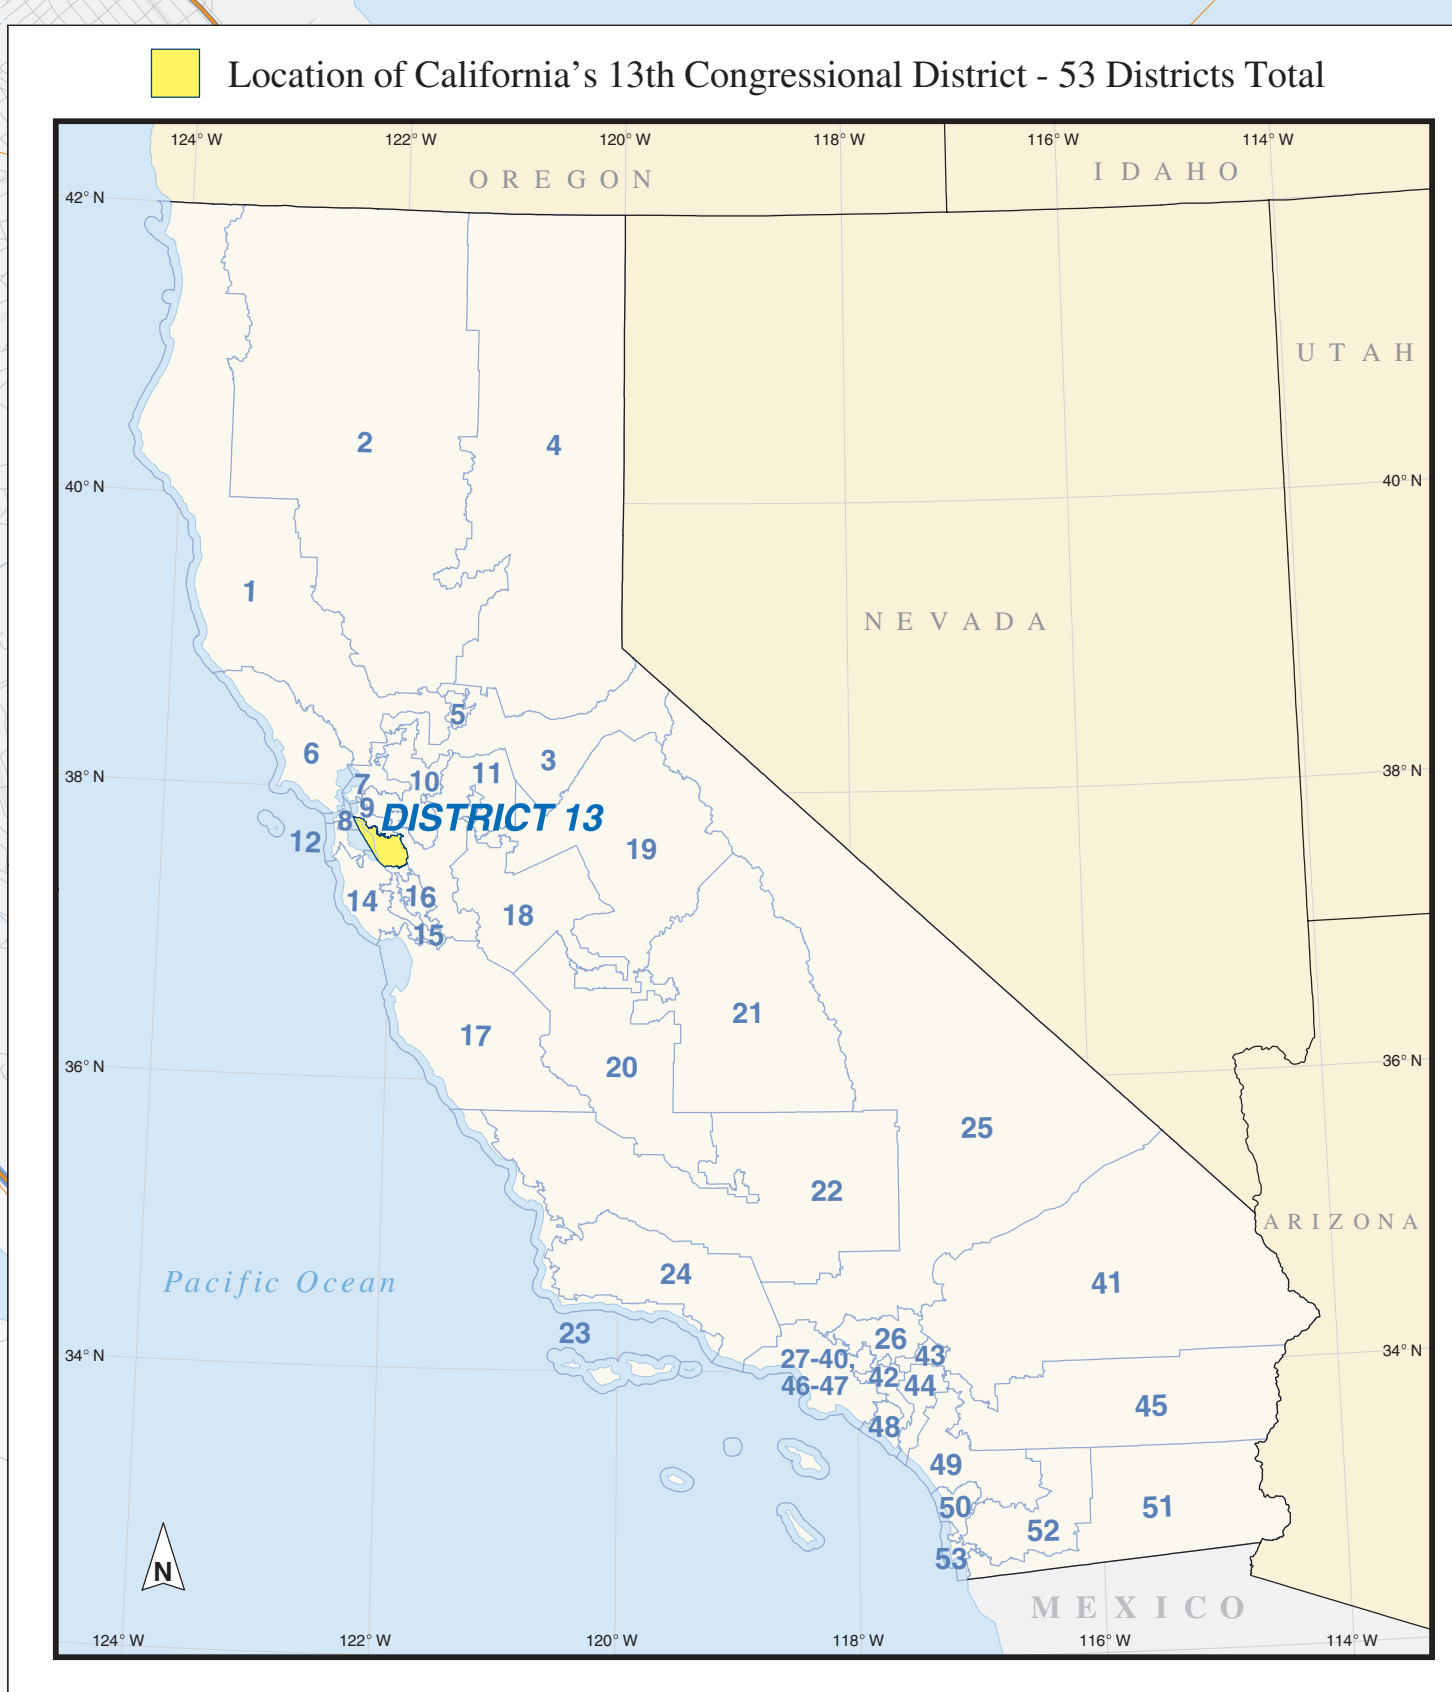 Location of California's 13th Congressional District - 53 Districts Total
124° W 122° W 120° W 118° W 116° W 114° W
OREGON IDAHO
42° N
UTAH
2 4
40° N 40° N
1
NEVADA
5
6 3
38° N 7 10 11 38° N
9
8 DISTRICT 13
12 19
14 16 18
15
21
17
20
36° N 36° N
25
22
ARIZONA
Pacific Ocean 24 41
23 26
34° N 27-40, 43 34° N
46-47 42 44
45
48
49
50 51
52
53
N
MEXICO
124° W 122° W 120° W 118° W 116° W 114° W